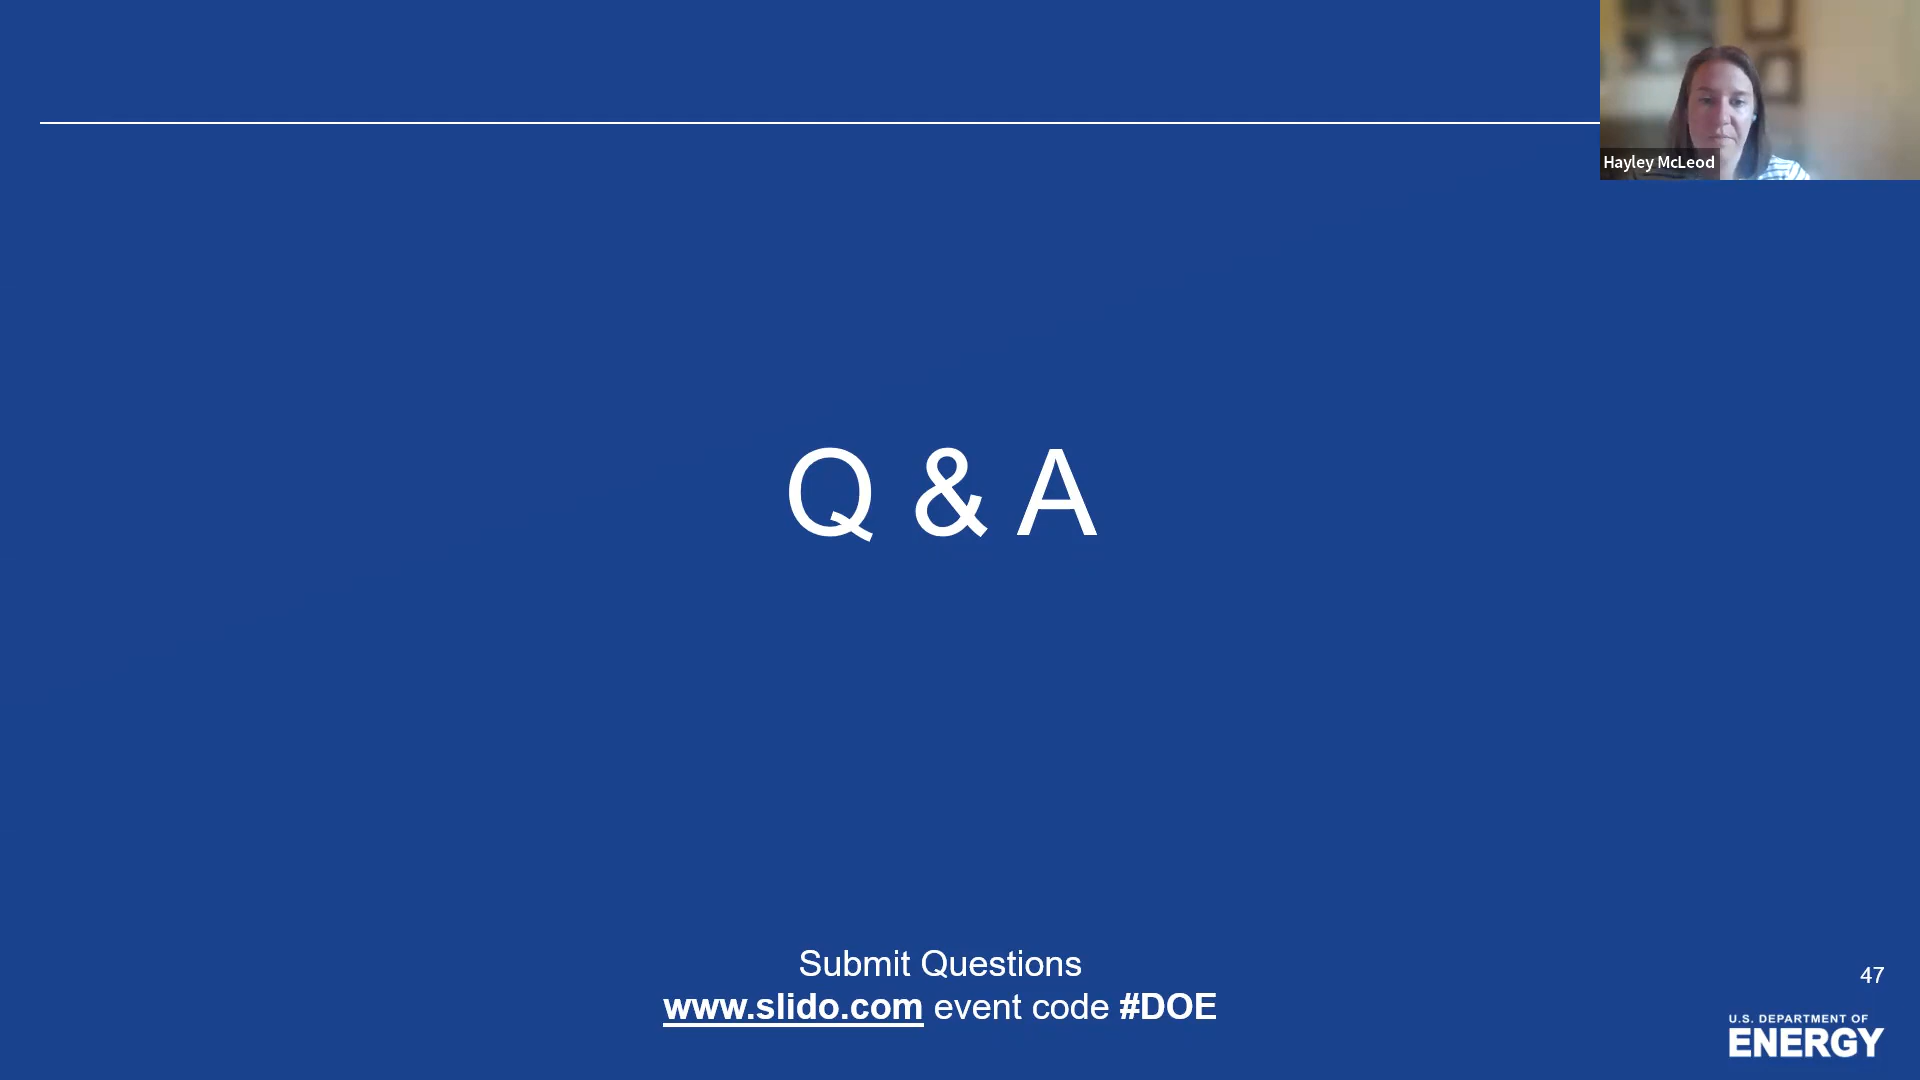 Hayley McLeod
Q & A
Submit Questions
www.slido.com event code #DOE
47
U.S. DEPARTMENT OF
ENERGY